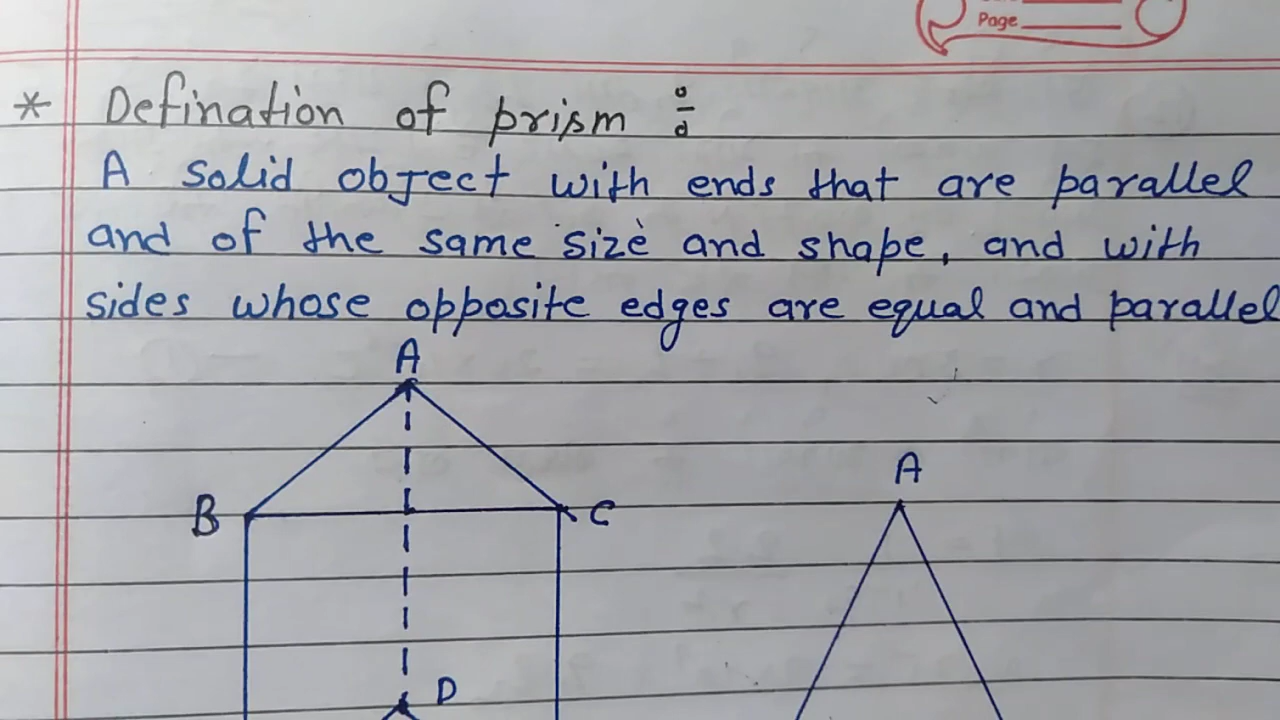 Page
* Defination of prism :-
A solid object with ends that are parallel
and of the same size and shape, and with
sides whose opposite edges are equal and parallel
A
A
B
C
D